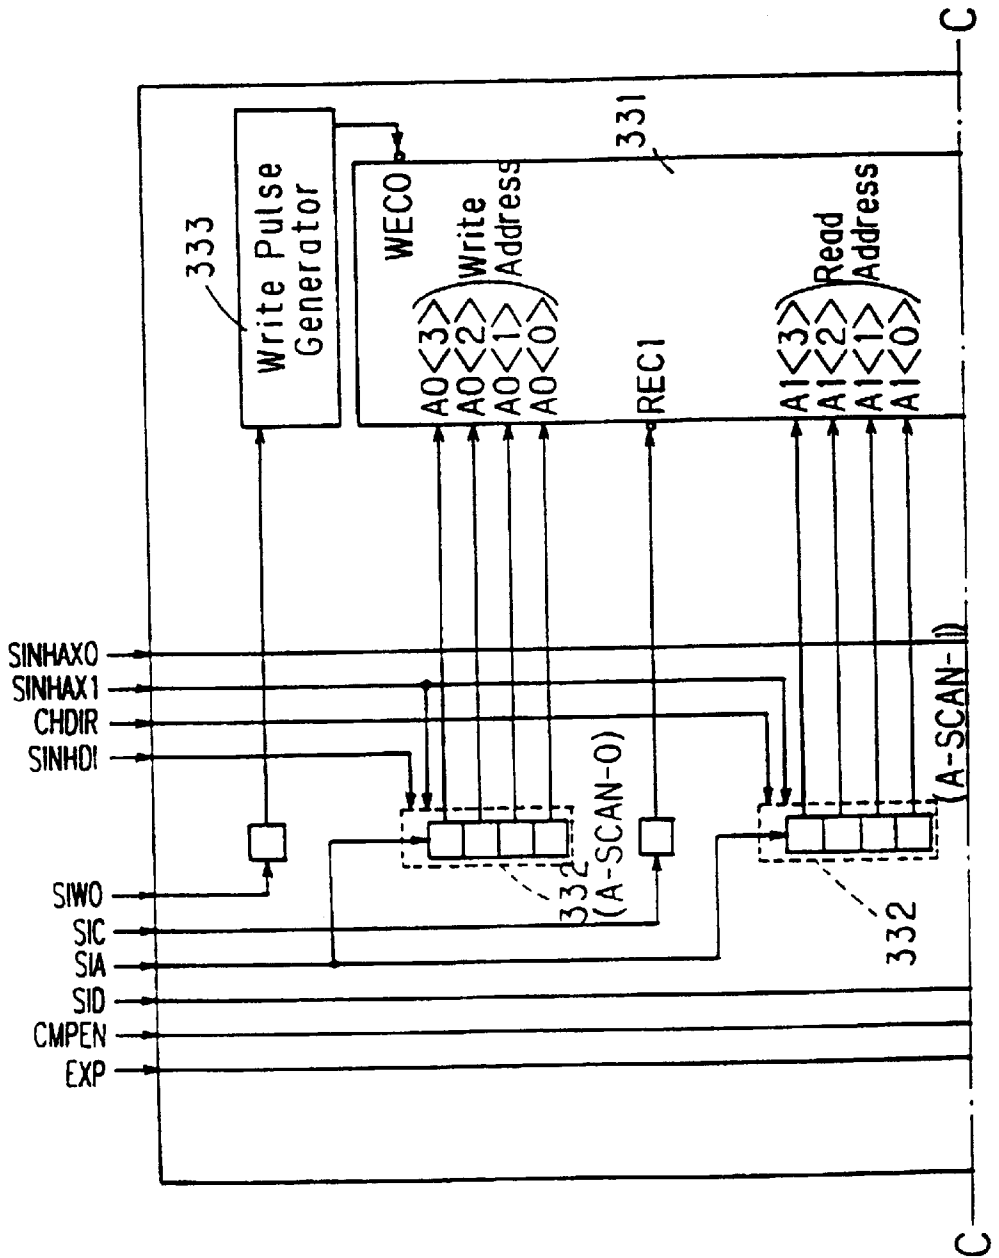 SINHAX0
SINHAX1
CHDIR
SINHDI
SIW0
SIC
SIA
SID
CMPEN
EXP
333
Write Pulse
Generator
WEC0
A0<3>
A0<2>
A0<1>
A0<0>
Write
Address
331
REC1
A1<3>
A1<2>
A1<1>
A1<0>
Read
Address
332
(A-SCAN-0)
332
(A-SCAN-1)
C
C